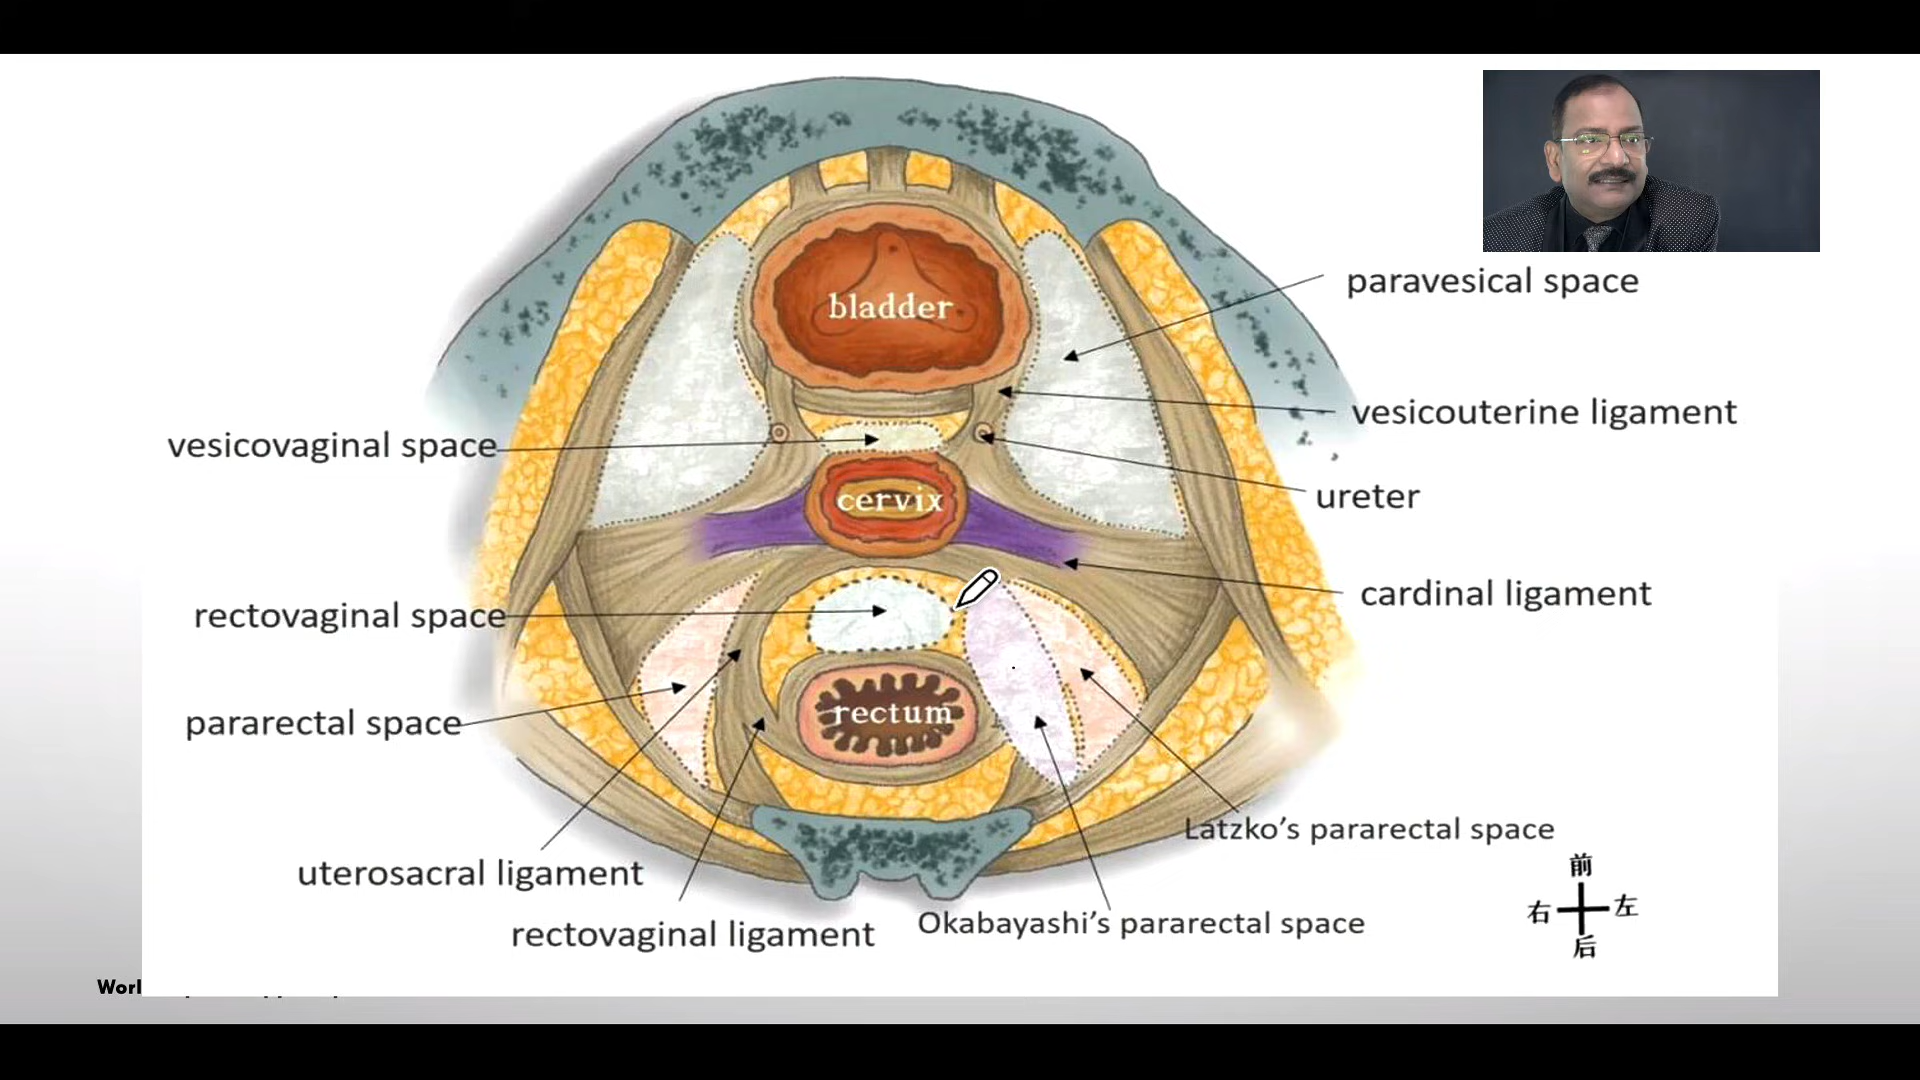 bladder
paravesical space
vesicouterine ligament
vesicovaginal space
cervix
ureter
cardinal ligament
rectovaginal space
rectum
pararectal space
Latzko's pararectal space
uterosacral ligament
rectovaginal ligament
Okabayashi's pararectal space
前
右 左
后
Worl